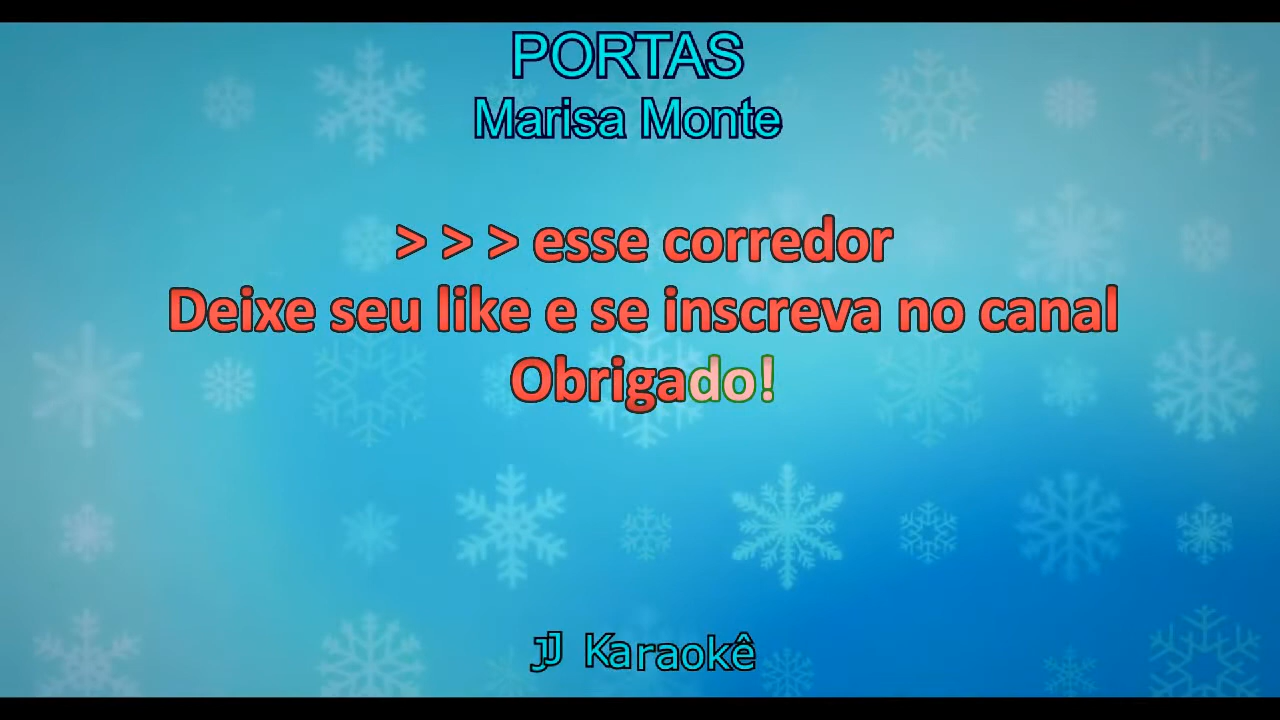 PORTAS
Marisa Monte
> > > esse corredor
Deixe seu like e se inscreva no canal
Obrigado!
JJ Karaokê